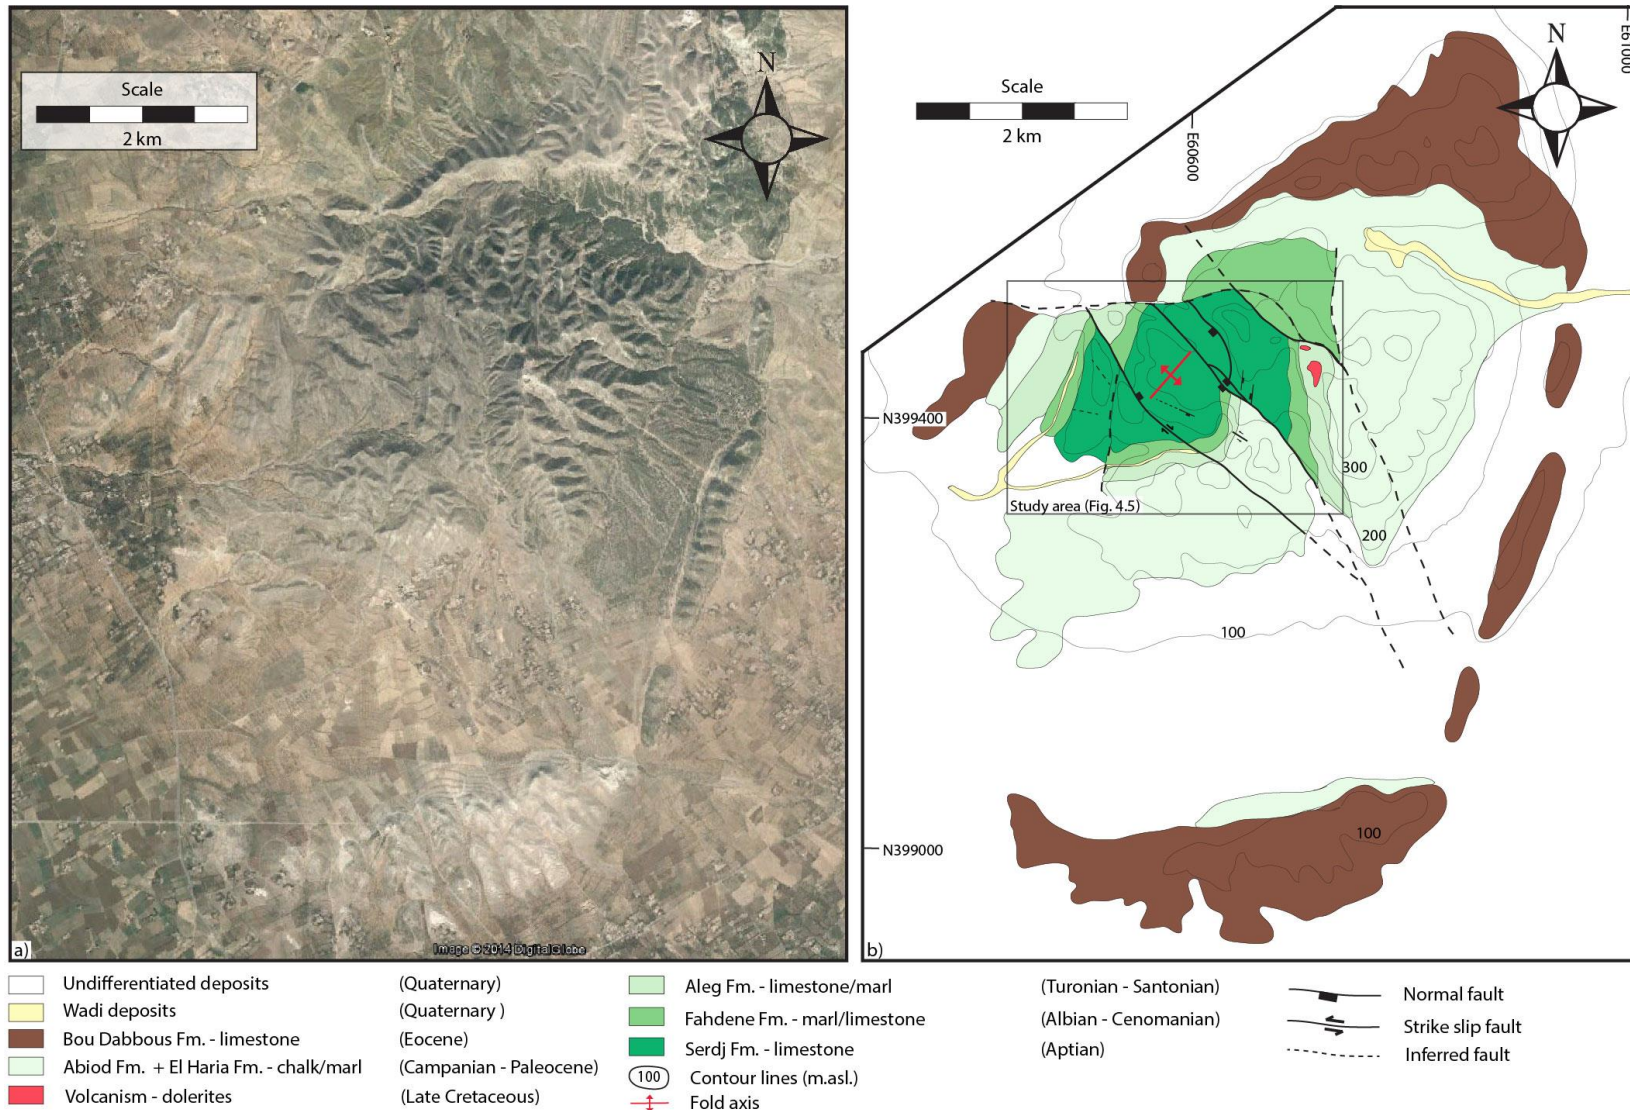 Scale
2 km
N
a)
Image © 2014 DigitalGlobe
Scale
2 km
N
E60600
E61000
N399400
N399000
300
200
100
100
Study area (Fig. 4.5)
b)
Undifferentiated deposits (Quaternary)
Wadi deposits (Quaternary )
Bou Dabbous Fm. - limestone (Eocene)
Abiod Fm. + El Haria Fm. - chalk/marl (Campanian - Paleocene)
Volcanism - dolerites (Late Cretaceous)
Aleg Fm. - limestone/marl (Turonian - Santonian)
Fahdene Fm. - marl/limestone (Albian - Cenomanian)
Serdj Fm. - limestone (Aptian)
100 Contour lines (m.asl.)
Fold axis
Normal fault
Strike slip fault
Inferred fault